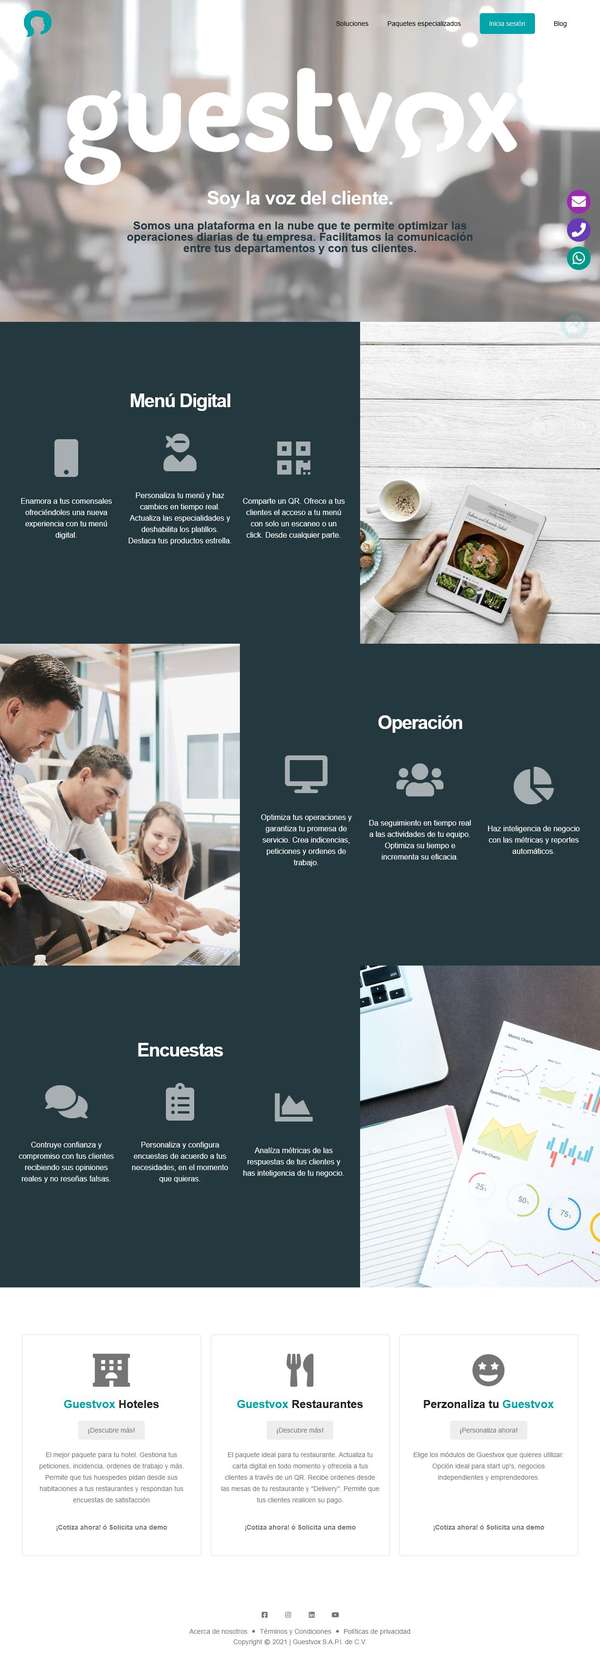 Soluciones
Paquetes especializados
Inicia sesión
Blog
guestvox
Soy la voz del cliente.
Somos una plataforma en la nube que te permite optimizar las
operaciones diarias de tu empresa. Facilitamos la comunicación
entre tus departamentos y con tus clientes.
Menú Digital
Enamora a tus comensales
ofreciéndoles una nueva
experiencia con tu menú
digital.
Personaliza tu menú y haz
cambios en tiempo real.
Actualiza las especialidades y
deshabilita los platillos.
Destaca tus productos estrella.
Comparte un QR. Ofrece a tus
clientes el acceso a tu menú
con solo un escaneo o un
click. Desde cualquier parte.
Operación
Optimiza tus operaciones y
garantiza tu promesa de
servicio. Crea indicencias,
peticiones y ordenes de
trabajo.
Da seguimiento en tiempo real
a las actividades de tu equipo.
Optimiza su tiempo e
incrementa su eficacia.
Haz inteligencia de negocio
con las métricas y reportes
automáticos.
Encuestas
Contruye confianza y
compromiso con tus clientes
recibiendo sus opiniones
reales y no reseñas falsas.
Personaliza y configura
encuestas de acuerdo a tus
necesidades, en el momento
que quieras.
Analíza métricas de las
respuestas de tus clientes y
has inteligencia de tu negocio.
25%
50%
75%
Guestvox Hoteles
¡Descubre más!
El mejor paquete para tu hotel. Gestiona tus
peticiones, incidencia, ordenes de trabajo y más.
Permite que tus huespedes pidan desde sus
habitaciones a tus restaurantes y respondan tus
encuestas de satisfacción
¡Cotiza ahora! ó Solicita una demo
Guestvox Restaurantes
¡Descubre más!
El paquete ideal para tu restaurante. Actualiza tu
carta digital en todo momento y ofrecela a tus
clientes a través de un QR. Recibe ordenes desde
las mesas de tu restaurante y "Delivery". Permite que
tus clientes realicen su pago.
¡Cotiza ahora! ó Solicita una demo
Perzonaliza tu Guestvox
¡Personaliza ahora!
Elige los módulos de Guestvox que quieres utilizar.
Opción ideal para start up's, negocios
independientes y emprendedores
¡Cotiza ahora! ó Solicita una demo
Acerca de nosotros • Términos y Condiciones • Políticas de privacidad
Copyright © 2021 | Guestvox S.A.P.I. de C.V.